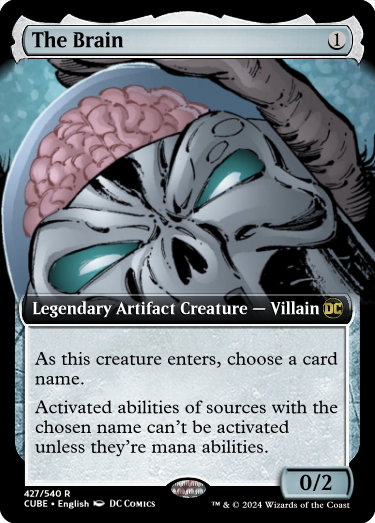 The Brain 1
Legendary Artifact Creature — Villain DC
As this creature enters, choose a card
name.
Activated abilities of sources with the
chosen name can't be activated
unless they're mana abilities.
0/2
427/540 R
CUBE • English DC COMICS
™ & © 2024 Wizards of the Coast